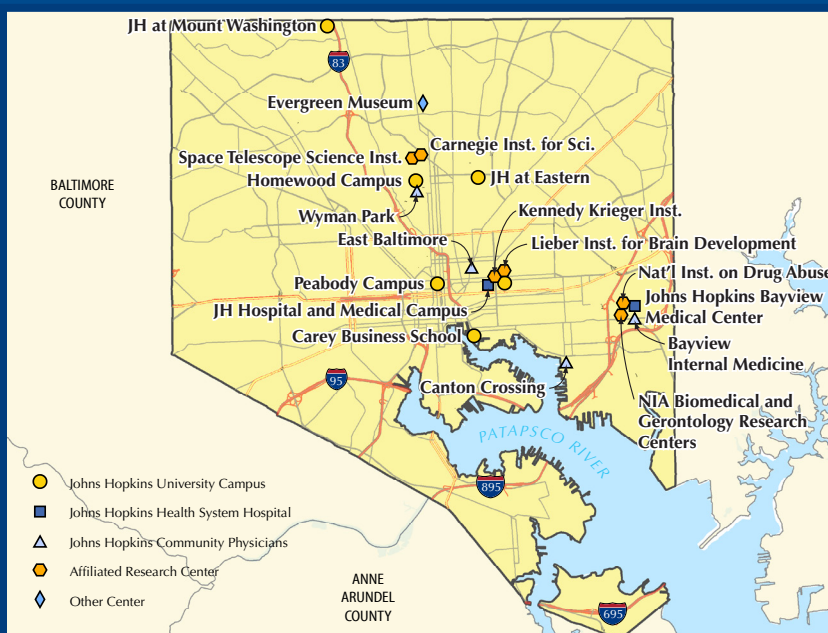 JH at Mount Washington
83
Evergreen Museum
Carnegie Inst. for Sci.
Space Telescope Science Inst.
Homewood Campus
JH at Eastern
BALTIMORE
COUNTY
Wyman Park
Kennedy Krieger Inst.
East Baltimore
Lieber Inst. for Brain Development
Nat'l Inst. on Drug Abuse
Peabody Campus
Johns Hopkins Bayview
Medical Center
JH Hospital and Medical Campus
Carey Business School
Bayview
Internal Medicine
95
Canton Crossing
NIA Biomedical and
Gerontology Research
Centers
PATAPSCO RIVER
895
Johns Hopkins University Campus
Johns Hopkins Health System Hospital
Johns Hopkins Community Physicians
Affiliated Research Center
Other Center
ANNE
ARUNDEL
COUNTY
695